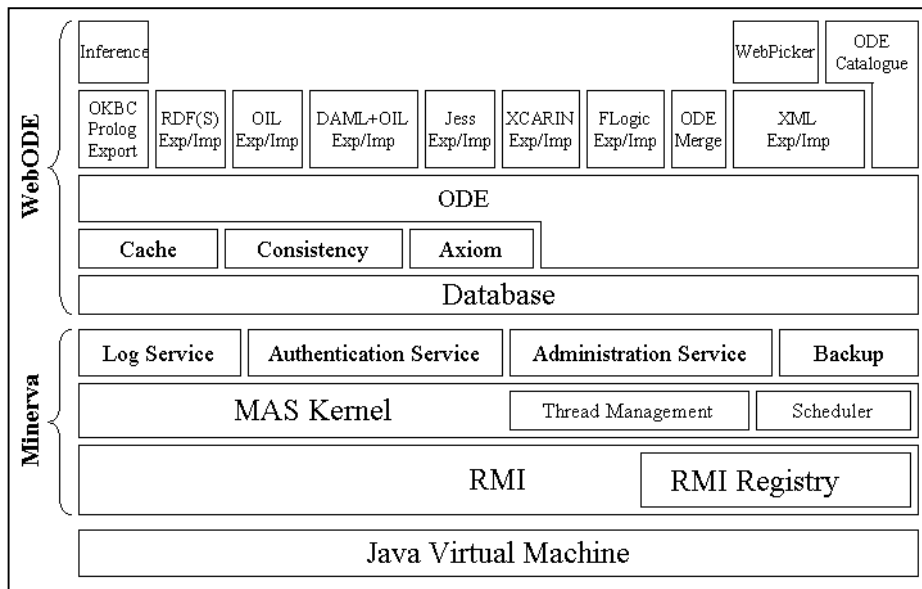 Inference
WebPicker
ODE
Catalogue
OKBC
Prolog
Export
RDF(S)
Exp/Imp
OIL
Exp/Imp
DAML+OIL
Exp/Imp
Jess
Exp/Imp
XCARIN
Exp/Imp
FLogic
Exp/Imp
ODE
Merge
XML
Exp/Imp
WebODE
ODE
Cache
Consistency
Axiom
Database
Log Service
Authentication Service
Administration Service
Backup
Minerva
MAS Kernel
Thread Management
Scheduler
RMI
RMI Registry
Java Virtual Machine